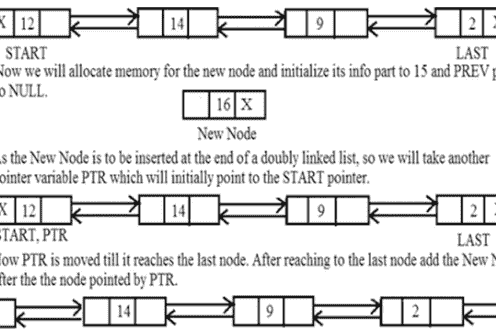 X 12 14 9 2 X
START LAST
Now we will allocate memory for the new node and initialize its info part to 15 and PREV p
o NULL.
16 X
New Node
As the New Node is to be inserted at the end of a doubly linked list, so we will take another
ointer variable PTR which will initially point to the START pointer.
X 12 14 9 2 X
START, PTR LAST
Now PTR is moved till it reaches the last node. After reaching to the last node add the New N
fter the the node pointed by PTR.
14 9 2